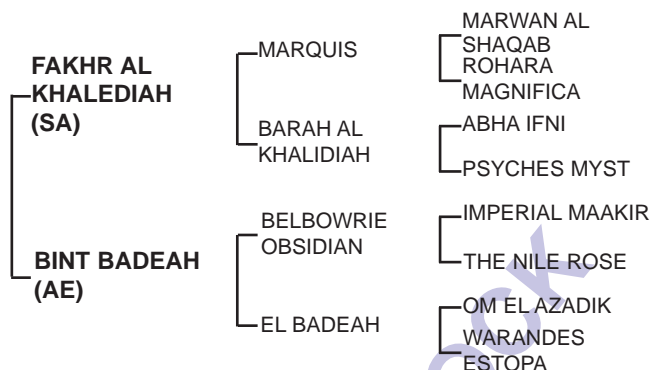 FAKHR AL
KHALEDIAH
(SA)
BINT BADEAH
(AE)
MARQUIS
BARAH AL
KHALIDIAH
BELBOWRIE
OBSIDIAN
EL BADEAH
MARWAN AL
SHAQAB
ROHARA
MAGNIFICA
ABHA IFNI
PSYCHES MYST
IMPERIAL MAAKIR
THE NILE ROSE
OM EL AZADIK
WARANDES
ESTOPA
OCK